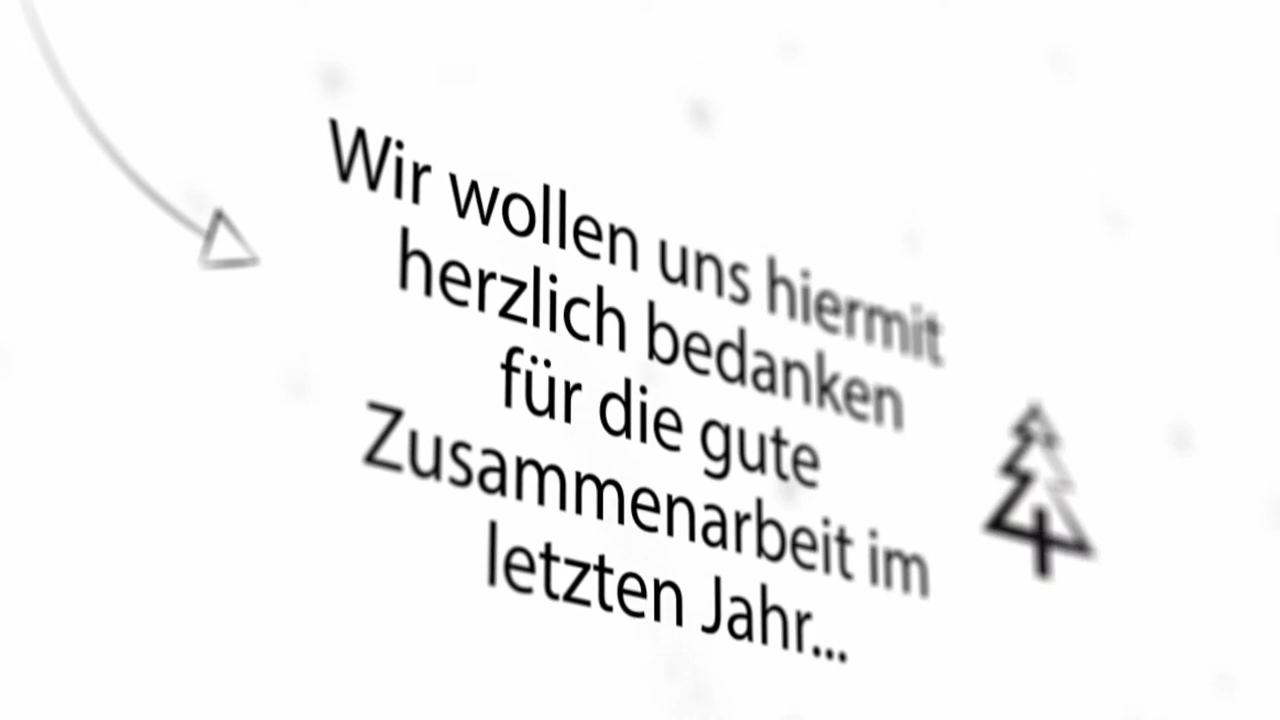 Wir wollen uns hiermit
herzlich bedanken
für die gute
Zusammenarbeit im
letzten Jahr...